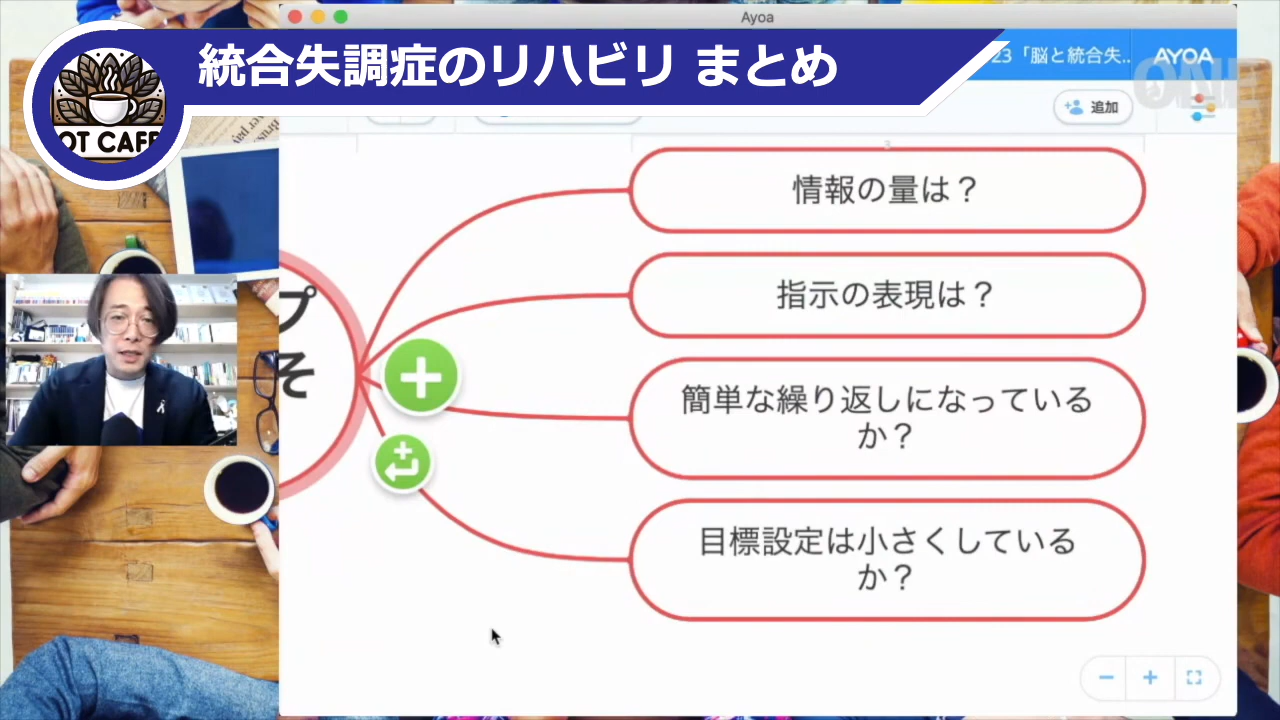 Ayoa
統合失調症のリハビリ まとめ
23「脳と統合失..
AYOA
ONE
OT CAFE
追加
3
情報の量は？
プ
指示の表現は？
そ
簡単な繰り返しになっている
か？
目標設定は小さくしている
か？